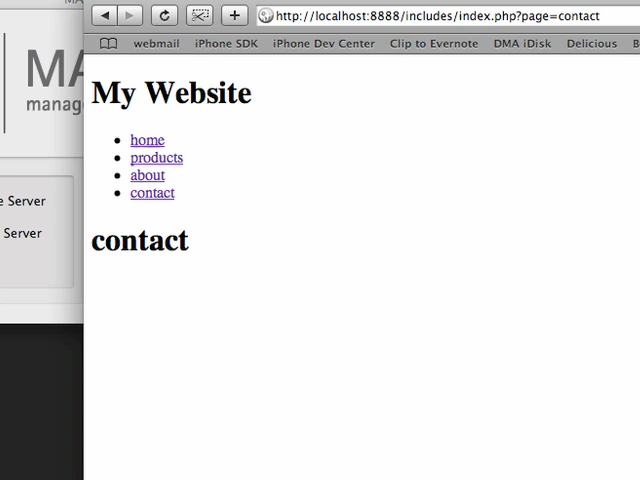 http://localhost:8888/includes/index.php?page=contact
webmail iPhone SDK iPhone Dev Center Clip to Evernote DMA iDisk Delicious
MA
manag
e Server
Server
My Website
home
products
about
contact
contact